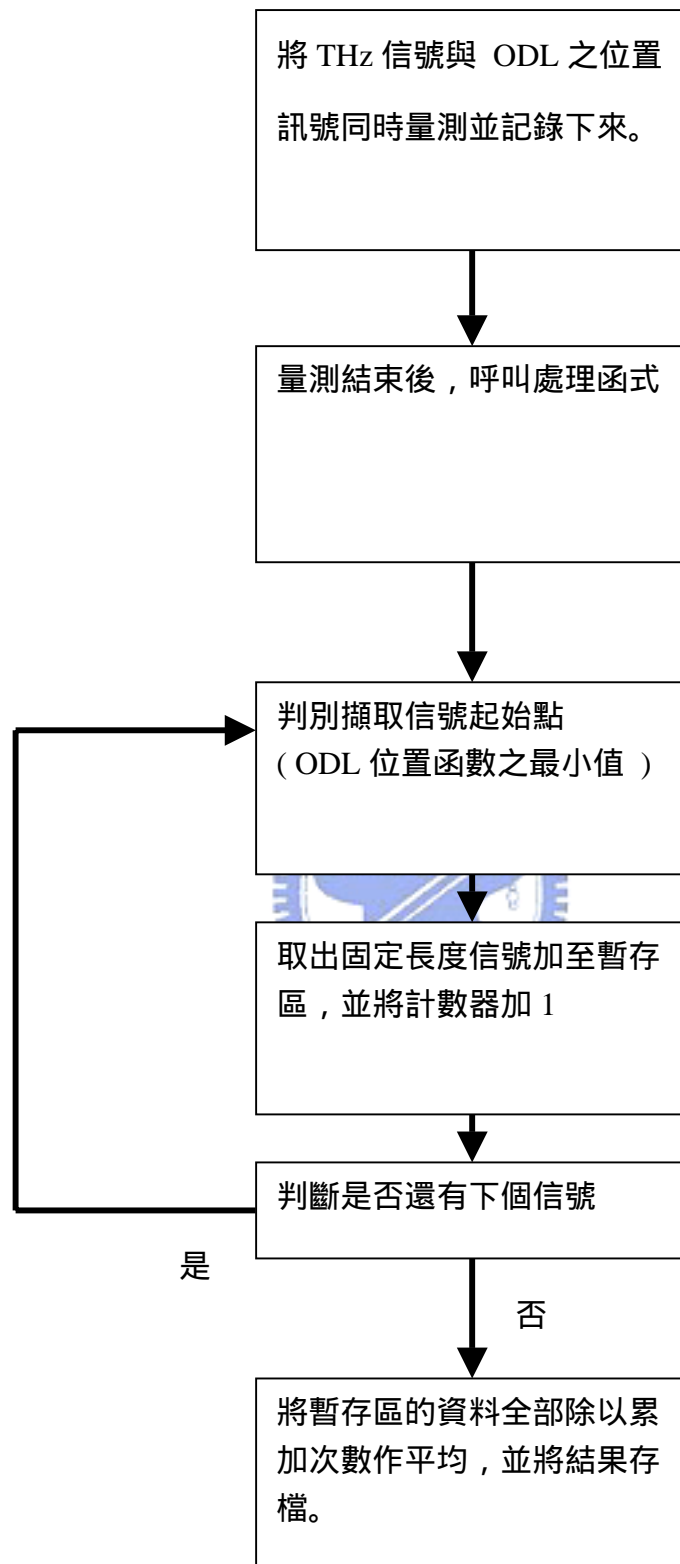 將 THz 信號與 ODL 之位置
訊號同時量測並記錄下來。
量測結束後，呼叫處理函式
判別擷取信號起始點
( ODL 位置函數之最小值 )
取出固定長度信號加至暫存
區，並將計數器加 1
判斷是否還有下個信號
是
否
將暫存區的資料全部除以累
加次數作平均，並將結果存
檔。